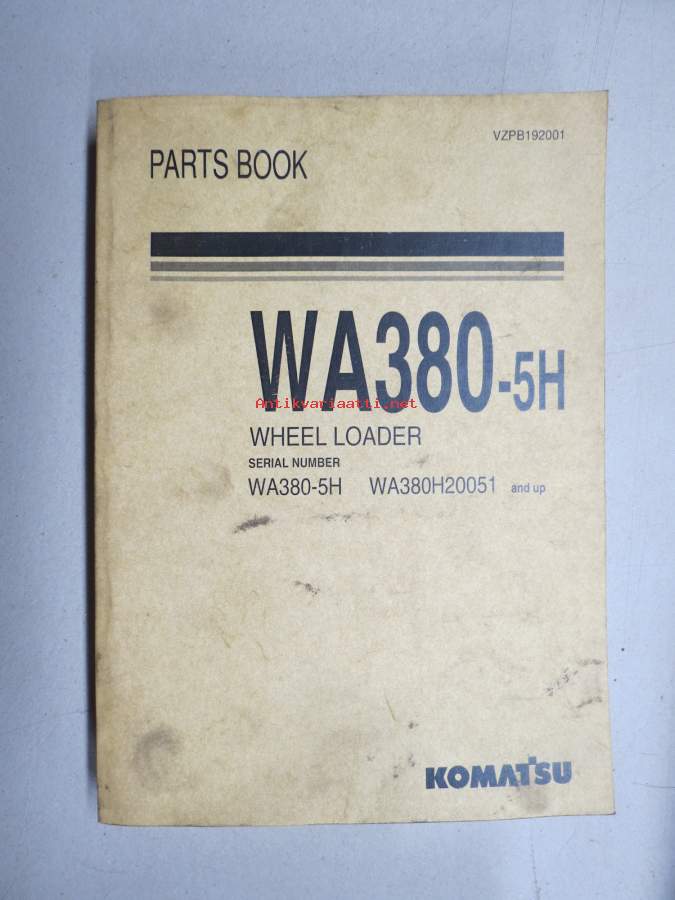 VZPB192001
PARTS BOOK
WA380-5H
Antikvariaatti.net
WHEEL LOADER
SERIAL NUMBER
WA380-5H WA380H20051 and up
KOMATSU